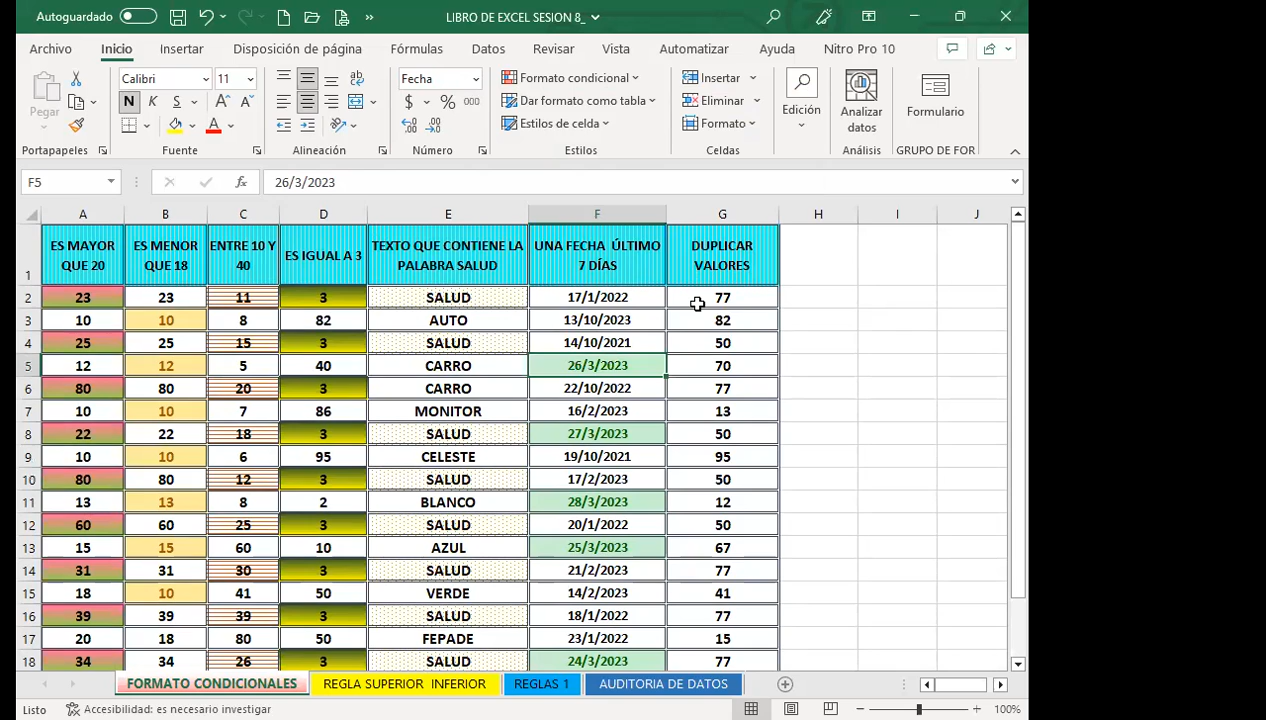 Autoguardado
LIBRO DE EXCEL SESION 8_
Archivo Inicio Insertar Disposición de página Fórmulas Datos Revisar Vista Automatizar Ayuda Nitro Pro 10
Pegar
Portapapeles
Calibri 11
N K S
Fuente
ab
Alineación
Fecha
$ % 000
Número
Formato condicional
Dar formato como tabla
Estilos de celda
Estilos
Insertar
Eliminar
Formato
Celdas
Edición
Analizar datos
Análisis
Formulario
GRUPO DE FOR
F5 fx 26/3/2023
A B C D E F G H I J
1 ES MAYOR QUE 20 ES MENOR QUE 18 ENTRE 10 Y 40 ES IGUAL A 3 TEXTO QUE CONTIENE LA PALABRA SALUD UNA FECHA ÚLTIMO 7 DÍAS DUPLICAR VALORES
2 23 23 11 3 SALUD 17/1/2022 77
3 10 10 8 82 AUTO 13/10/2023 82
4 25 25 15 3 SALUD 14/10/2021 50
5 12 12 5 40 CARRO 26/3/2023 70
6 80 80 20 3 CARRO 22/10/2022 77
7 10 10 7 86 MONITOR 16/2/2023 13
8 22 22 18 3 SALUD 27/3/2023 50
9 10 10 6 95 CELESTE 19/10/2021 95
10 80 80 12 3 SALUD 17/2/2023 50
11 13 13 8 2 BLANCO 28/3/2023 12
12 60 60 25 3 SALUD 20/1/2022 50
13 15 15 60 10 AZUL 25/3/2023 67
14 31 31 30 3 SALUD 21/2/2023 77
15 18 10 41 50 VERDE 14/2/2023 41
16 39 39 39 3 SALUD 18/1/2022 77
17 20 18 80 50 FEPADE 23/1/2022 15
18 34 34 26 3 SALUD 24/3/2023 77
FORMATO CONDICIONALES REGLA SUPERIOR INFERIOR REGLAS 1 AUDITORIA DE DATOS
Listo Accesibilidad: es necesario investigar 100%